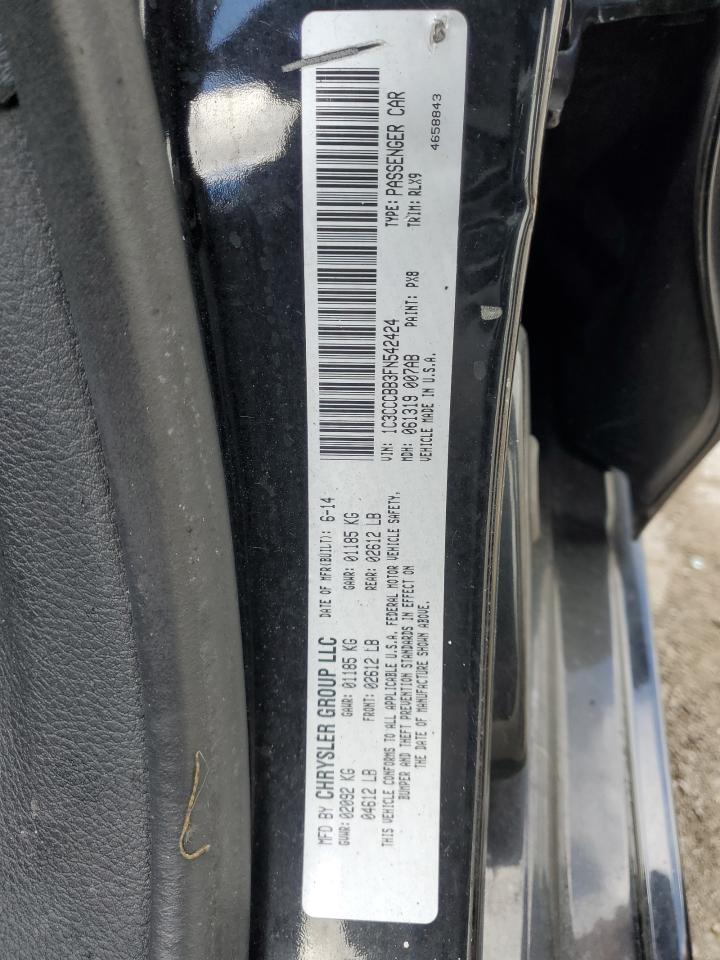 MFD BY CHRYSLER GROUP LLC
DATE OF MFR(BUILT): 6-14
GVWR: 02092 KG
GAWR: 01185 KG
GAWR: 01185 KG
04612 LB
FRONT: 02612 LB
REAR: 02612 LB
THIS VEHICLE CONFORMS TO ALL APPLICABLE U.S.A. FEDERAL MOTOR VEHICLE SAFETY,
BUMPER AND THEFT PREVENTION STANDARDS IN EFFECT ON
THE DATE OF MANUFACTURE SHOWN ABOVE.
VIN: 1C3CCCBB3FN542424
TYPE: PASSENGER CAR
MDH: 061319 007AB
PAINT: PX8
TRIM: RLX9
VEHICLE MADE IN U.S.A.
4658843